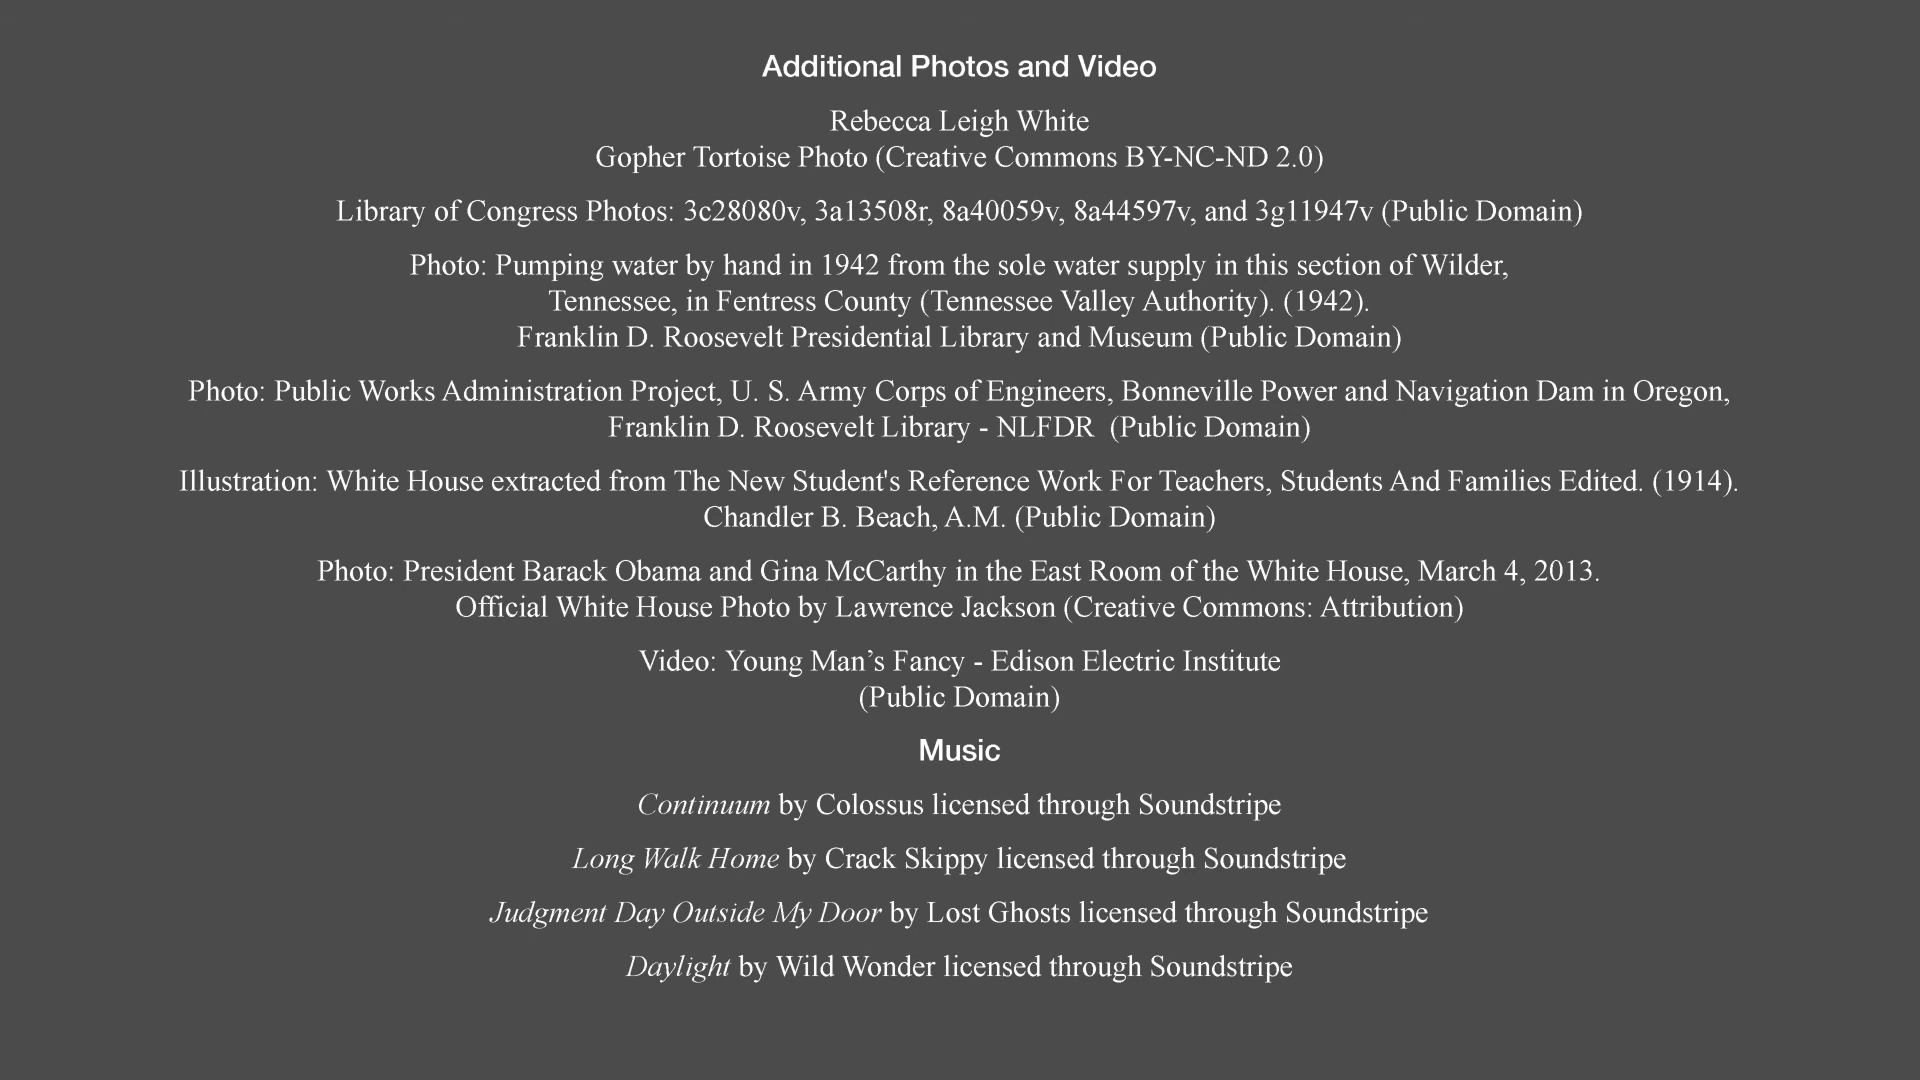 Additional Photos and Video
Rebecca Leigh White
Gopher Tortoise Photo (Creative Commons BY-NC-ND 2.0)
Library of Congress Photos: 3c28080v, 3a13508r, 8a40059v, 8a44597v, and 3g11947v (Public Domain)
Photo: Pumping water by hand in 1942 from the sole water supply in this section of Wilder,
Tennessee, in Fentress County (Tennessee Valley Authority). (1942).
Franklin D. Roosevelt Presidential Library and Museum (Public Domain)
Photo: Public Works Administration Project, U. S. Army Corps of Engineers, Bonneville Power and Navigation Dam in Oregon,
Franklin D. Roosevelt Library - NLFDR  (Public Domain)
Illustration: White House extracted from The New Student's Reference Work For Teachers, Students And Families Edited. (1914).
Chandler B. Beach, A.M. (Public Domain)
Photo: President Barack Obama and Gina McCarthy in the East Room of the White House, March 4, 2013.
Official White House Photo by Lawrence Jackson (Creative Commons: Attribution)
Video: Young Man’s Fancy - Edison Electric Institute
(Public Domain)
Music
Continuum by Colossus licensed through Soundstripe
Long Walk Home by Crack Skippy licensed through Soundstripe
Judgment Day Outside My Door by Lost Ghosts licensed through Soundstripe
Daylight by Wild Wonder licensed through Soundstripe